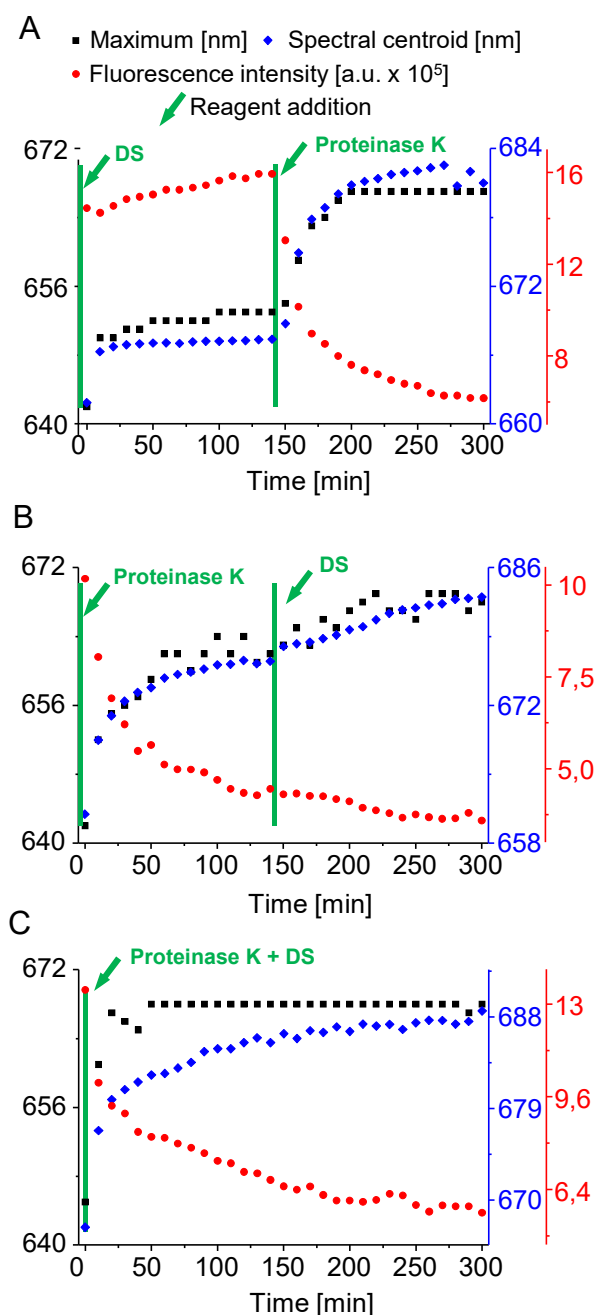 A
■ Maximum [nm] ◆ Spectral centroid [nm]
● Fluorescence intensity [a.u. x 10⁵]
Reagent addition
DS
Proteinase K
672
656
640
684
672
660
16
12
8
0 50 100 150 200 250 300
Time [min]
B
Proteinase K
DS
672
656
640
686
672
658
10
7,5
5,0
0 50 100 150 200 250 300
Time [min]
C
Proteinase K + DS
672
656
640
688
679
670
13
9,6
6,4
0 50 100 150 200 250 300
Time [min]